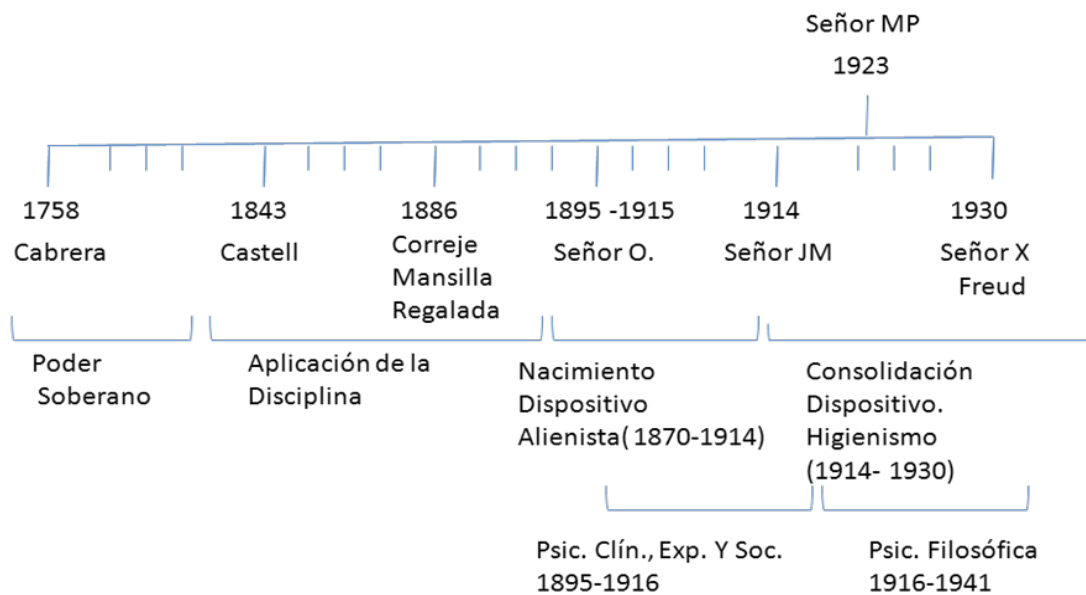 Señor MP
1923
1758
1843
1886
1895 -1915
1914
1930
Cabrera
Castell
Correje
Mansilla
Regalada
Señor O.
Señor JM
Señor X
Freud
Poder
Soberano
Aplicación de la
Disciplina
Nacimiento
Dispositivo
Alienista( 1870-1914)
Consolidación
Dispositivo.
Higienismo
(1914- 1930)
Psic. Clín., Exp. Y Soc.
1895-1916
Psic. Filosófica
1916-1941